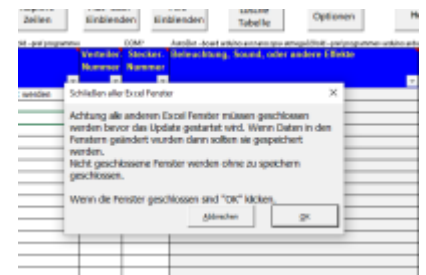 Zeilen
Einblenden
Einblenden
Tabelle
Optionen
Verteiler- Stecker- Beleuchtung, Sound, oder andere Effekte
Nummer Nummer
Schließen aller Excel Fenster
Achtung alle anderen Excel Fenster müssen geschlossen
werden bevor das Update gestartet wird. Wenn Daten in den
Fenstern geändert wurden dann sollten sie gespeichert
werden.
Nicht geschlossene Fenster werden ohne zu speichern
geschlossen.
Wenn die Fenster geschlossen sind "OK" klicken.
Abbrechen
OK